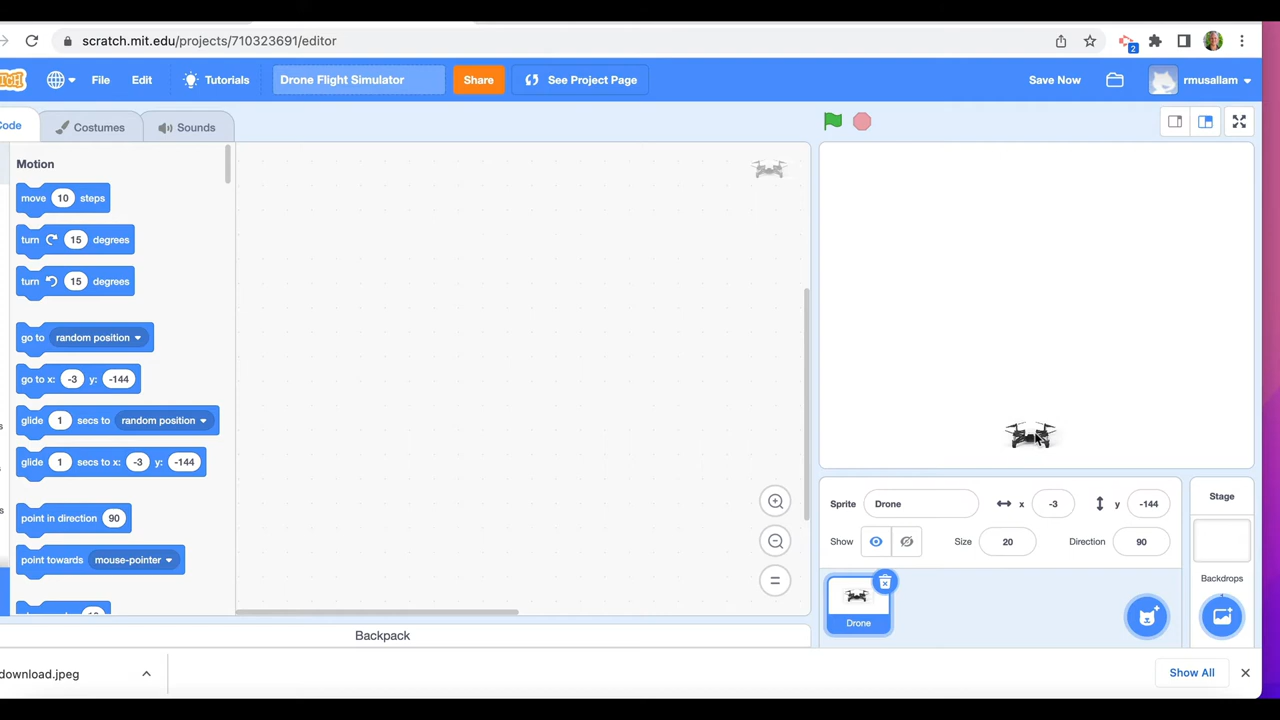 scratch.mit.edu/projects/710323691/editor
2
File Edit Tutorials Drone Flight Simulator Share See Project Page Save Now rmusallam
Code Costumes Sounds
Motion
move 10 steps
turn 15 degrees
turn 15 degrees
go to random position
go to x: -3 y: -144
glide 1 secs to random position
glide 1 secs to x: -3 y: -144
point in direction 90
point towards mouse-pointer
Sprite Drone x -3 y -144
Show Size 20 Direction 90
Drone
Stage
Backdrops
1
Backpack
download.jpeg
Show All